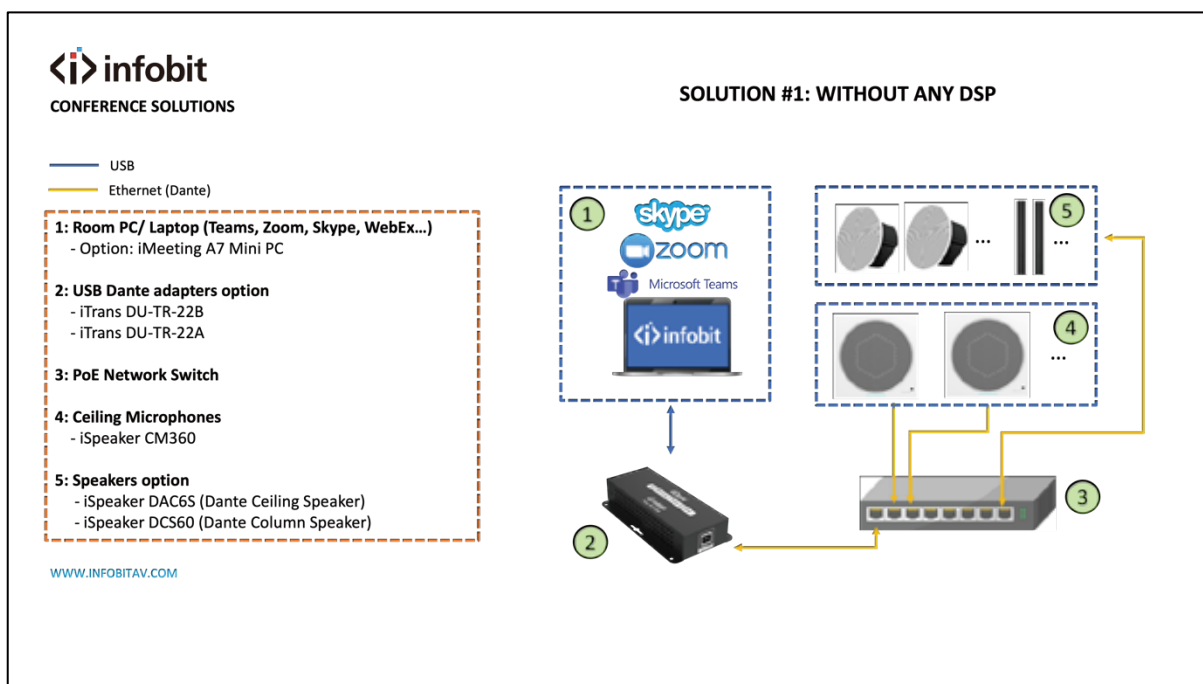 <i> infobit
CONFERENCE SOLUTIONS
SOLUTION #1: WITHOUT ANY DSP
USB
Ethernet (Dante)
1: Room PC/ Laptop (Teams, Zoom, Skype, WebEx...)
- Option: iMeeting A7 Mini PC
2: USB Dante adapters option
- iTrans DU-TR-22B
- iTrans DU-TR-22A
3: PoE Network Switch
4: Ceiling Microphones
- iSpeaker CM360
5: Speakers option
- iSpeaker DAC6S (Dante Ceiling Speaker)
- iSpeaker DCS60 (Dante Column Speaker)
WWW.INFOBITAV.COM
1
skype
zoom
Microsoft Teams
<i> infobit
5
...
...
4
...
3
2